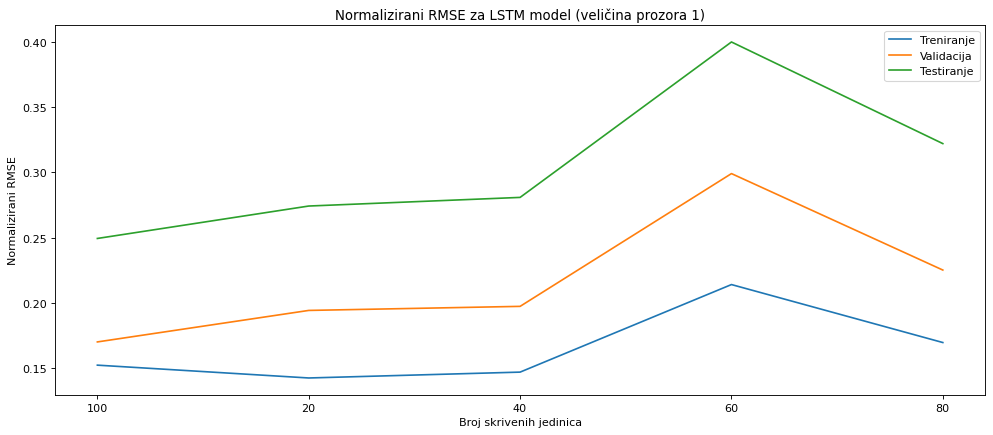 Normalizirani RMSE za LSTM model (veličina prozora 1)
Treniranje
Validacija
Testiranje
Normalizirani RMSE
0.40
0.35
0.30
0.25
0.20
0.15
100 20 40 60 80
Broj skrivenih jedinica